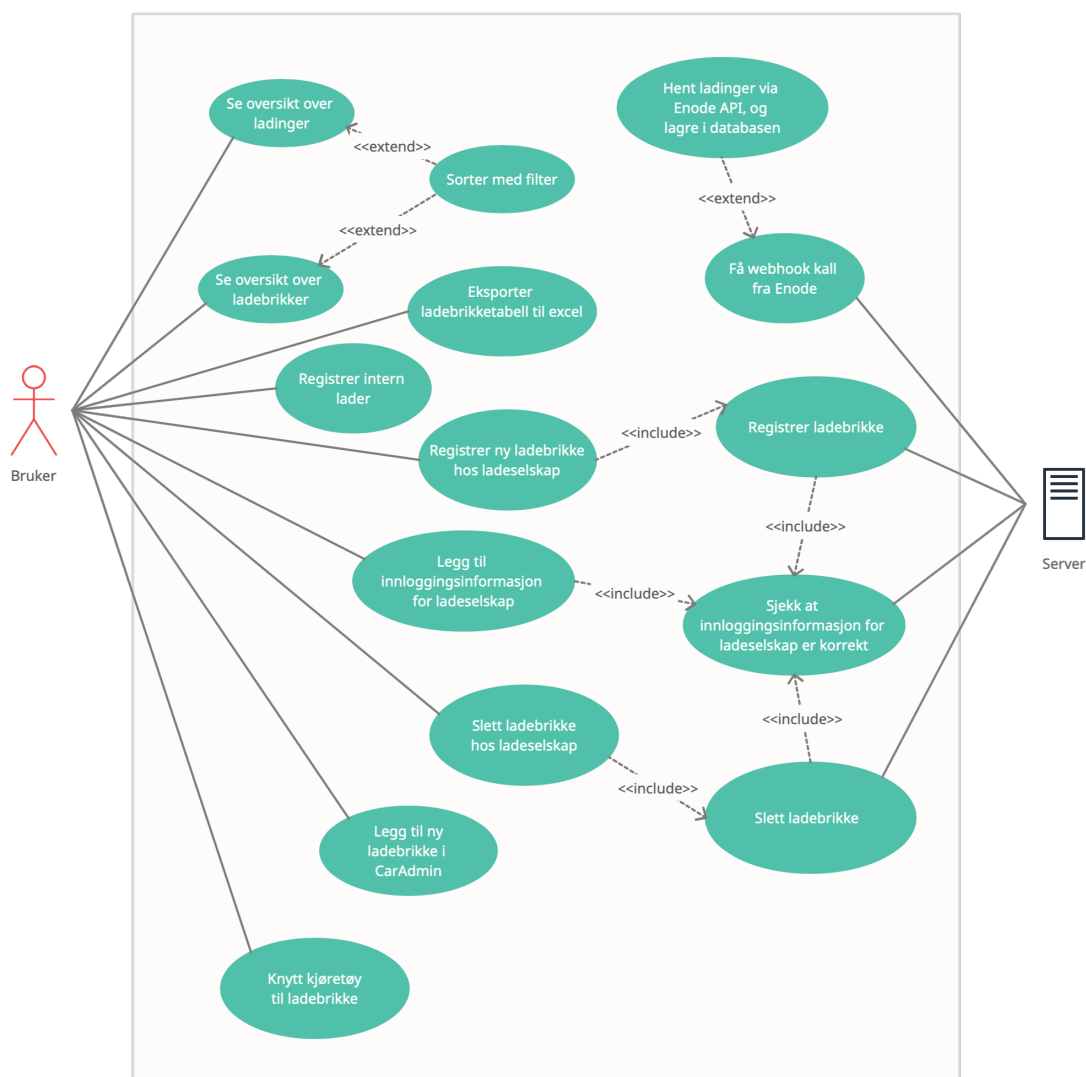 Se oversikt over
ladinger
Hent ladinger via
Enode API, og
lagre i databasen
<<extend>>
Sorter med filter
<<extend>>
<<extend>>
Se oversikt over
ladebrikker
Få webhook kall
fra Enode
Eksporter
ladebrikketabell til excel
Registrer intern
lader
Registrer ny ladebrikke
hos ladeselskap
<<include>>
Registrer ladebrikke
Bruker
<<include>>
Server
Legg til
innloggingsinformasjon
for ladeselskap
<<include>>
Sjekk at
innloggingsinformasjon for
ladeselskap er korrekt
<<include>>
Slett ladebrikke
hos ladeselskap
<<include>>
Slett ladebrikke
Legg til ny
ladebrikke i
CarAdmin
Knytt kjøretøy
til ladebrikke